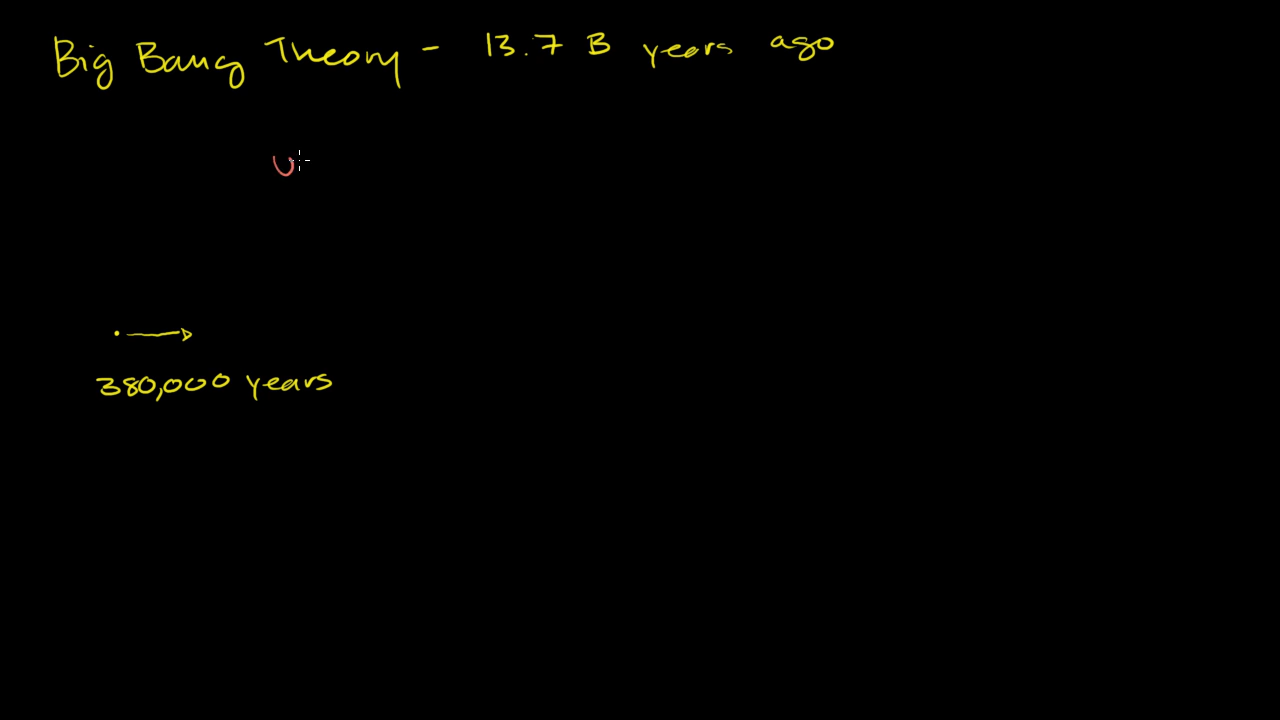 Big Bang Theory - 13.7 B years ago
380,000 years